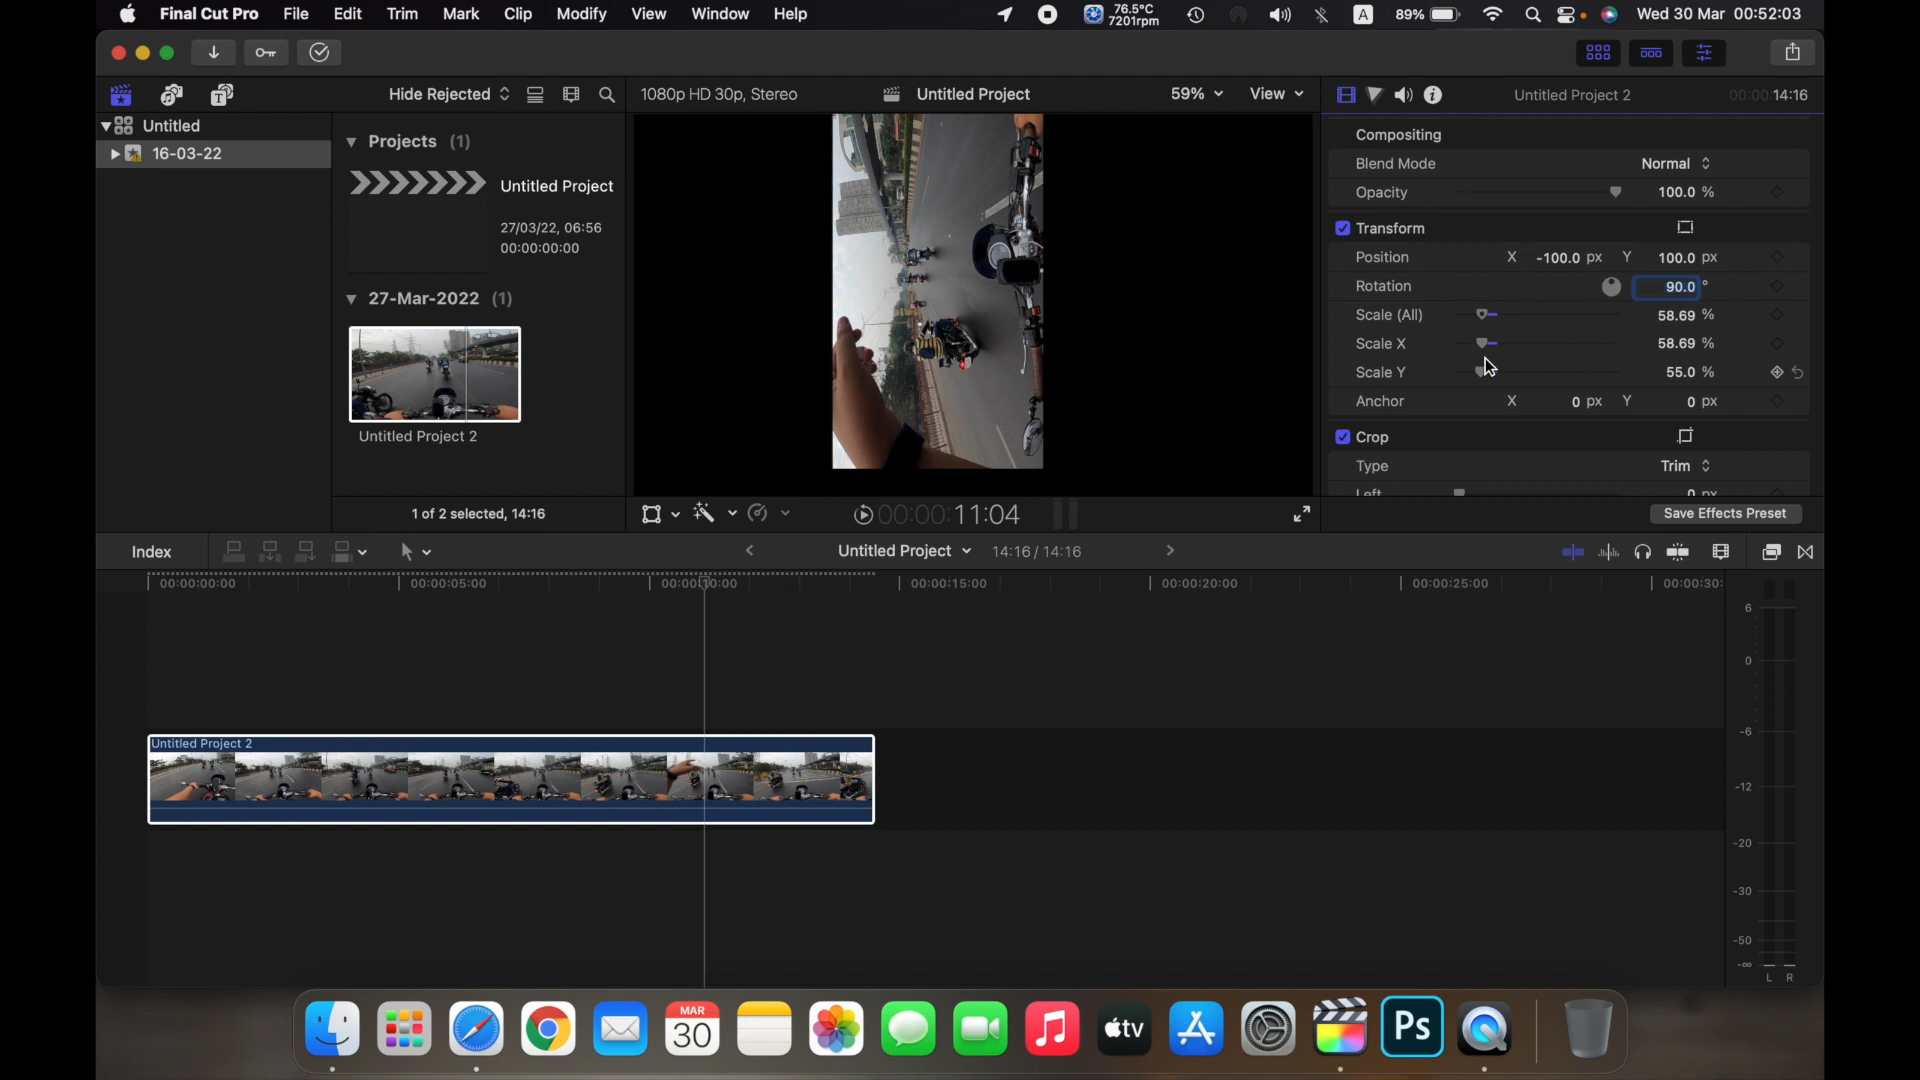 Final Cut Pro File Edit Trim Mark Clip Modify View Window Help
76.5°C
7201rpm
A 89% Wed 30 Mar 00:52:03
Hide Rejected
1080p HD 30p, Stereo
Untitled Project
59% View
Untitled Project 2
00:00:14:16
Untitled
16-03-22
Projects (1)
Untitled Project
27/03/22, 06:56
00:00:00:00
27-Mar-2022 (1)
Untitled Project 2
1 of 2 selected, 14:16
00:00:00:11:04
Compositing
Blend Mode Normal
Opacity 100.0 %
Transform
Position X -100.0 px Y 100.0 px
Rotation 90.0 °
Scale (All) 58.69 %
Scale X 58.69 %
Scale Y 55.0 %
Anchor X 0 px Y 0 px
Crop
Type Trim
Left 0 px
Save Effects Preset
Index
Untitled Project 14:16 / 14:16
00:00:00:00 00:00:05:00 00:00:10:00 00:00:15:00 00:00:20:00 00:00:25:00 00:00:30:
Untitled Project 2
6
0
-6
-12
-20
-30
-50
-∞
L R
MAR
30
tv
Ps